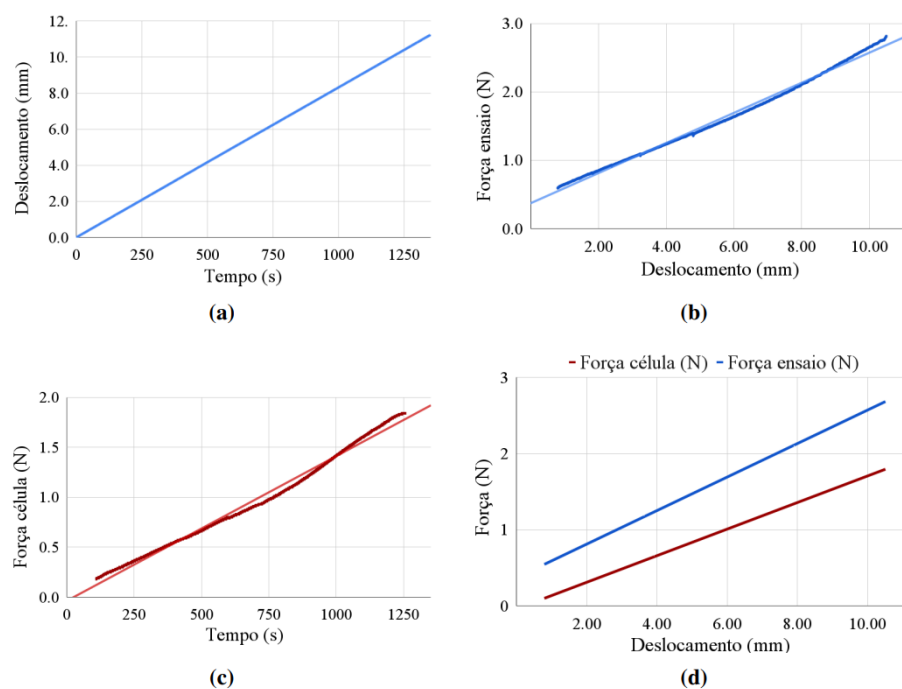 12.
10.
8.0
6.0
4.0
2.0
0.0
Deslocamento (mm)
0 250 500 750 1000 1250
Tempo (s)
(a)
3.0
2.0
1.0
0.0
Força ensaio (N)
2.00 4.00 6.00 8.00 10.00
Deslocamento (mm)
(b)
2.0
1.5
1.0
0.5
0.0
Força célula (N)
0 250 500 750 1000 1250
Tempo (s)
(c)
Força célula (N) Força ensaio (N)
3
2
1
0
Força (N)
2.00 4.00 6.00 8.00 10.00
Deslocamento (mm)
(d)